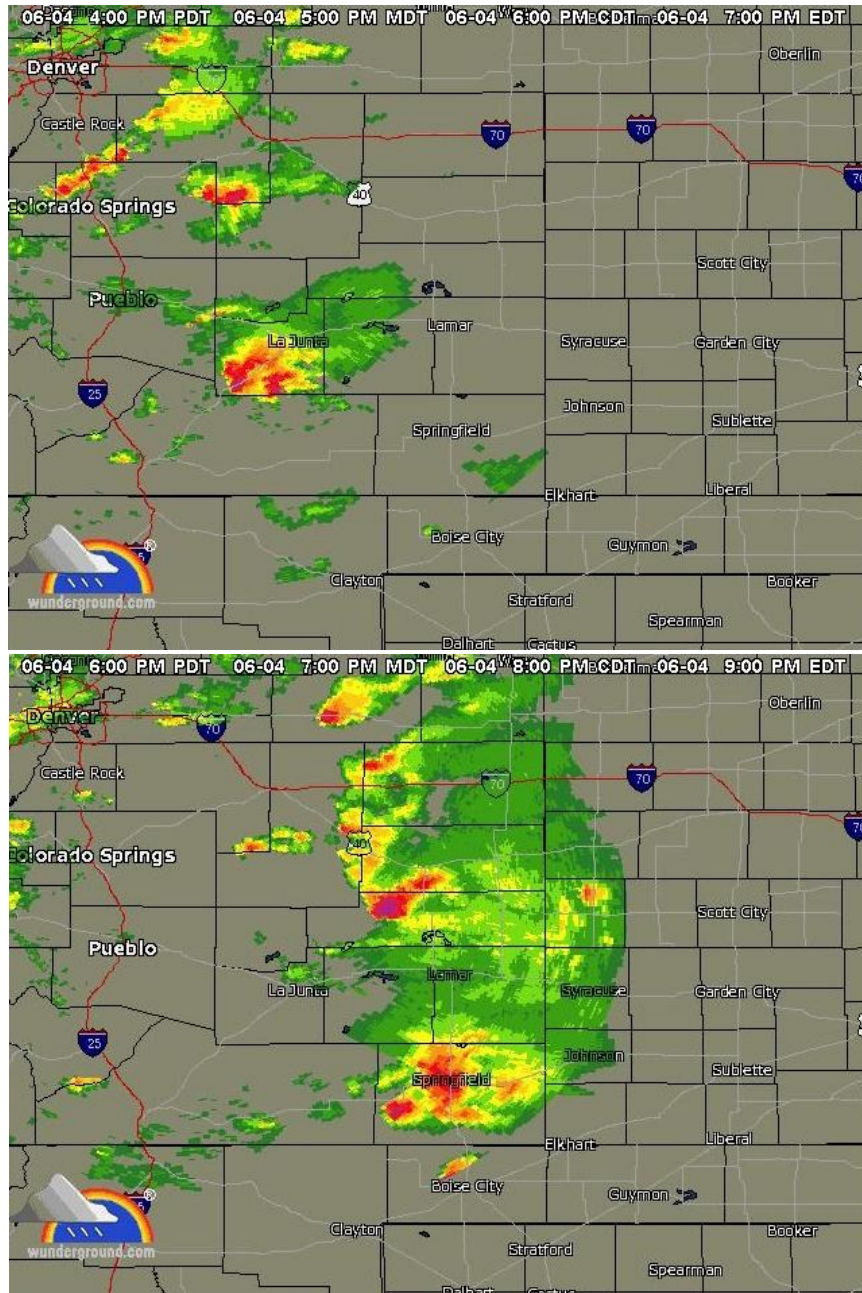 06-04 4:00 PM PDT 06-04 5:00 PM MDT 06-04 6:00 PM CDT 06-04 7:00 PM EDT
Oberlin
Denver
Castle Rock
70
70
70
Colorado Springs
40
Scott City
Pueblo
Lamar
La Junta
Syracuse
Garden City
25
Johnson
Sublette
Springfield
Elkhart
Liberal
Boise City
Guymon
Clayton
Booker
Stratford
Spearman
wunderground.com
Dalhart
Cactus
06-04 6:00 PM PDT 06-04 7:00 PM MDT 06-04 8:00 PM CDT 06-04 9:00 PM EDT
Oberlin
Denver
70
Castle Rock
70
70
70
40
Colorado Springs
Scott City
Pueblo
Lamar
La Junta
Syracuse
Garden City
25
Johnson
Sublette
Springfield
Elkhart
Liberal
Boise City
Guymon
Clayton
Booker
Stratford
wunderground.com
Spearman